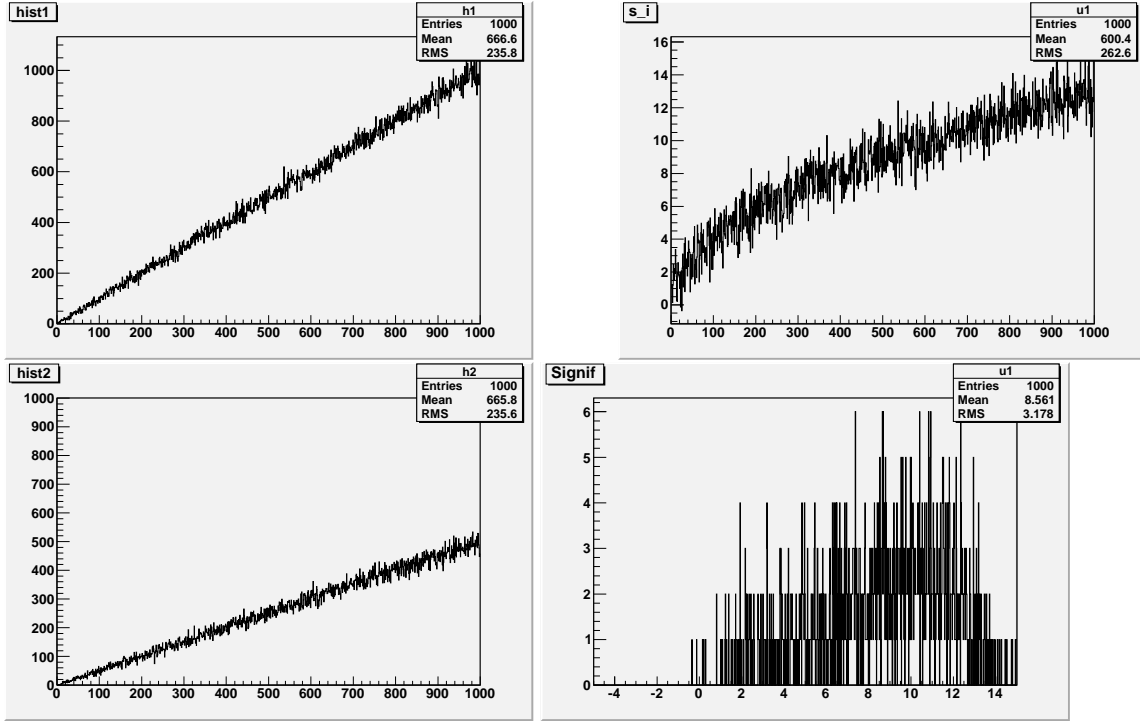 hist1
h1
Entries 1000
Mean 666.6
RMS 235.8
1000
800
600
400
200
0
0 100 200 300 400 500 600 700 800 900 1000
s_i
u1
Entries 1000
Mean 600.4
RMS 262.6
16
14
12
10
8
6
4
2
0
0 100 200 300 400 500 600 700 800 900 1000
hist2
h2
Entries 1000
Mean 665.8
RMS 235.6
1000
900
800
700
600
500
400
300
200
100
0
0 100 200 300 400 500 600 700 800 900 1000
Signif
u1
Entries 1000
Mean 8.561
RMS 3.178
6
5
4
3
2
1
0
-4 -2 0 2 4 6 8 10 12 14